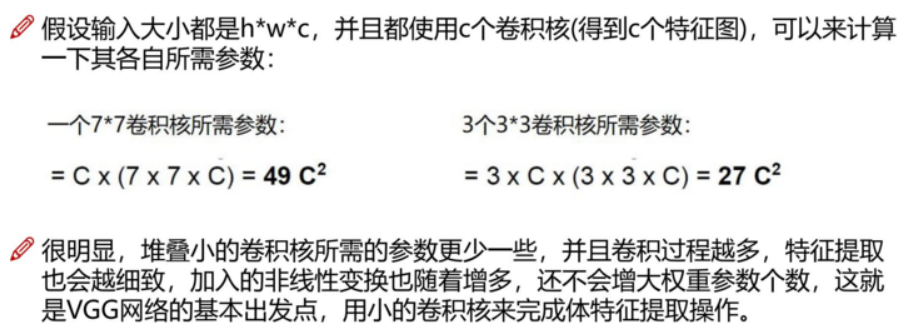 假设输入大小都是h*w*c，并且都使用c个卷积核(得到c个特征图)，可以来计算
一下其各自所需参数：
一个7*7卷积核所需参数：
3个3*3卷积核所需参数：
= C x (7 x 7 x C) = 49 C²
= 3 x C x (3 x 3 x C) = 27 C²
很明显，堆叠小的卷积核所需的参数更少一些，并且卷积过程越多，特征提取
也会越细致，加入的非线性变换也随着增多，还不会增大权重参数个数，这就
是VGG网络的基本出发点，用小的卷积核来完成体特征提取操作。